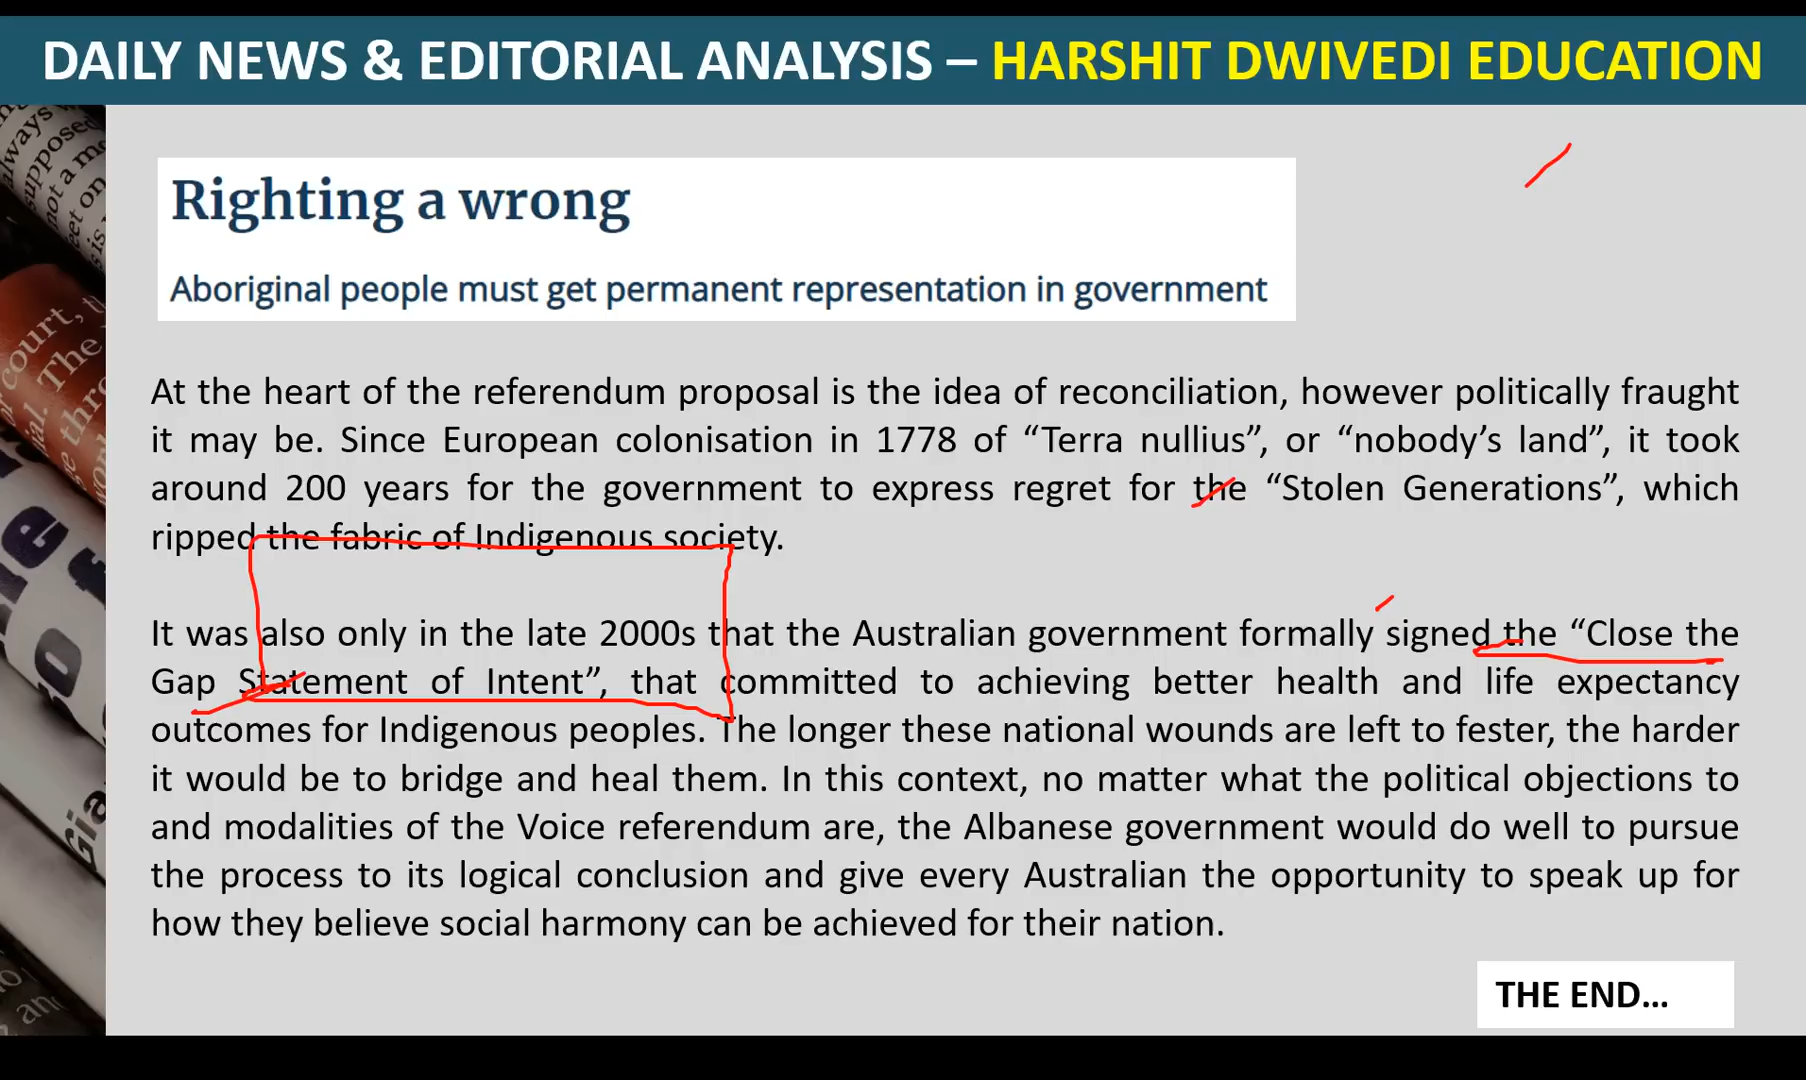 DAILY NEWS & EDITORIAL ANALYSIS – HARSHIT DWIVEDI EDUCATION
Righting a wrong
Aboriginal people must get permanent representation in government
At the heart of the referendum proposal is the idea of reconciliation, however politically fraught
it may be. Since European colonisation in 1778 of “Terra nullius”, or “nobody’s land”, it took
around 200 years for the government to express regret for the “Stolen Generations”, which
ripped the fabric of Indigenous society.
It was also only in the late 2000s that the Australian government formally signed the “Close the
Gap Statement of Intent”, that committed to achieving better health and life expectancy
outcomes for Indigenous peoples. The longer these national wounds are left to fester, the harder
it would be to bridge and heal them. In this context, no matter what the political objections to
and modalities of the Voice referendum are, the Albanese government would do well to pursue
the process to its logical conclusion and give every Australian the opportunity to speak up for
how they believe social harmony can be achieved for their nation.
THE END...